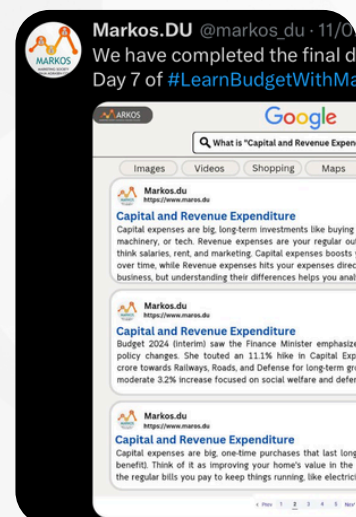 Markos.DU @markos_du · 11/0
We have completed the final d
Day 7 of #LearnBudgetWithMa
MARKOS
ARKOS
Google
What is "Capital and Revenue Expen
Images Videos Shopping Maps
Markos.du
https://www.maros.du
Capital and Revenue Expenditure
Capital expenses are big, long-term investments like buying
machinery, or tech. Revenue expenses are your regular out
think salaries, rent, and marketing. Capital expenses boosts
over time, while Revenue expenses hits your expenses direc
business, but understanding their differences helps you anal
Markos.du
https://www.maros.du
Capital and Revenue Expenditure
Budget 2024 (interim) saw the Finance Minister emphasize
policy changes. She touted an 11.1% hike in Capital Exp
crore towards Railways, Roads, and Defense for long-term gr
moderate 3.2% increase focused on social welfare and defen
Markos.du
https://www.maros.du
Capital and Revenue Expenditure
Capital expenses are big, one-time purchases that last long
benefit). Think of it as improving your home's value in the
the regular bills you pay to keep things running, like electrici
< Prev 1 2 3 4 5 Nex